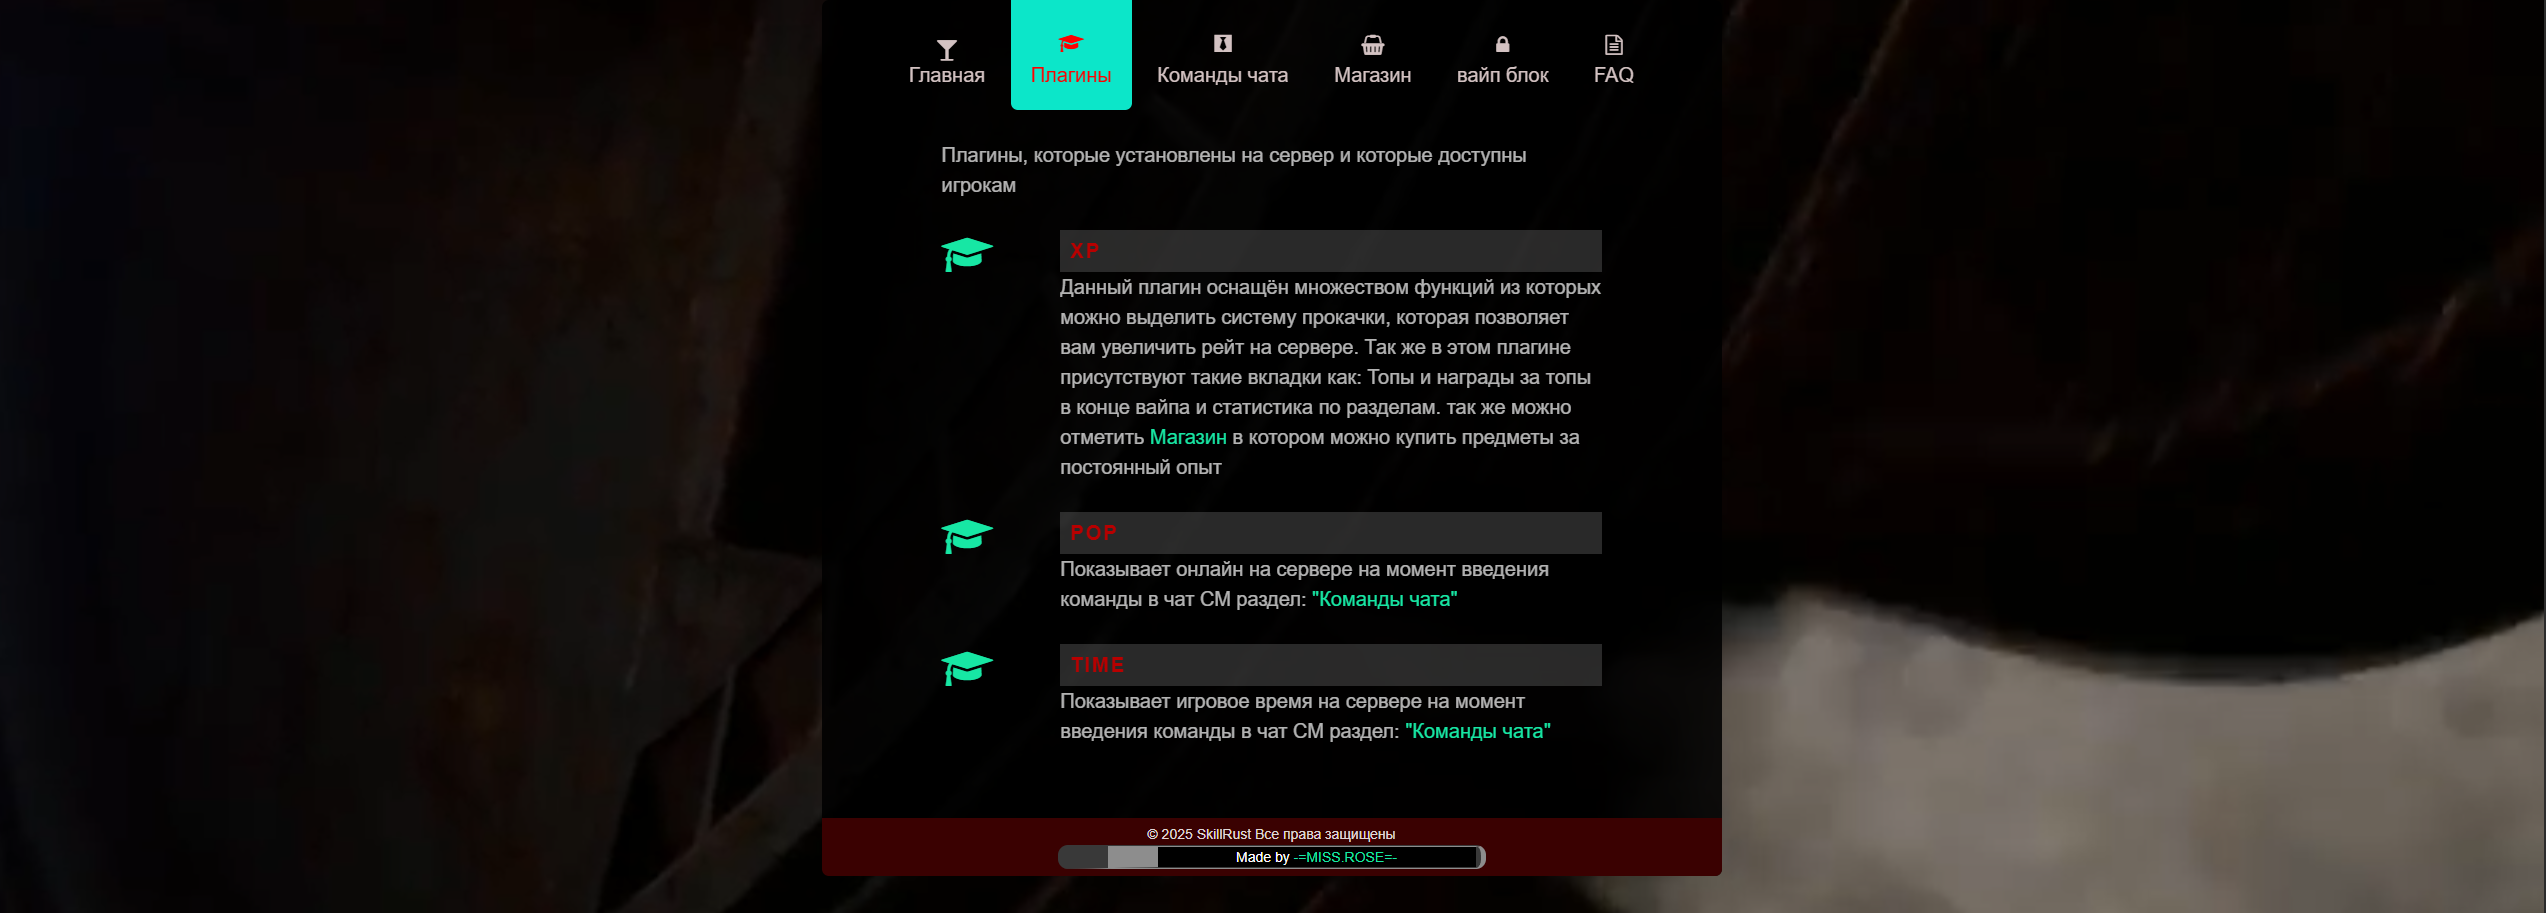 Главная
Плагины
Команды чата
Магазин
вайп блок
FAQ
Плагины, которые установлены на сервер и которые доступны
игрокам
XP
Данный плагин оснащён множеством функций из которых
можно выделить систему прокачки, которая позволяет
вам увеличить рейт на сервере. Так же в этом плагине
присутствуют такие вкладки как: Топы и награды за топы
в конце вайпа и статистика по разделам. так же можно
отметить Магазин в котором можно купить предметы за
постоянный опыт
POP
Показывает онлайн на сервере на момент введения
команды в чат СМ раздел: "Команды чата"
TIME
Показывает игровое время на сервере на момент
введения команды в чат СМ раздел: "Команды чата"
© 2025 SkillRust Все права защищены
Made by -=MISS.ROSE=-